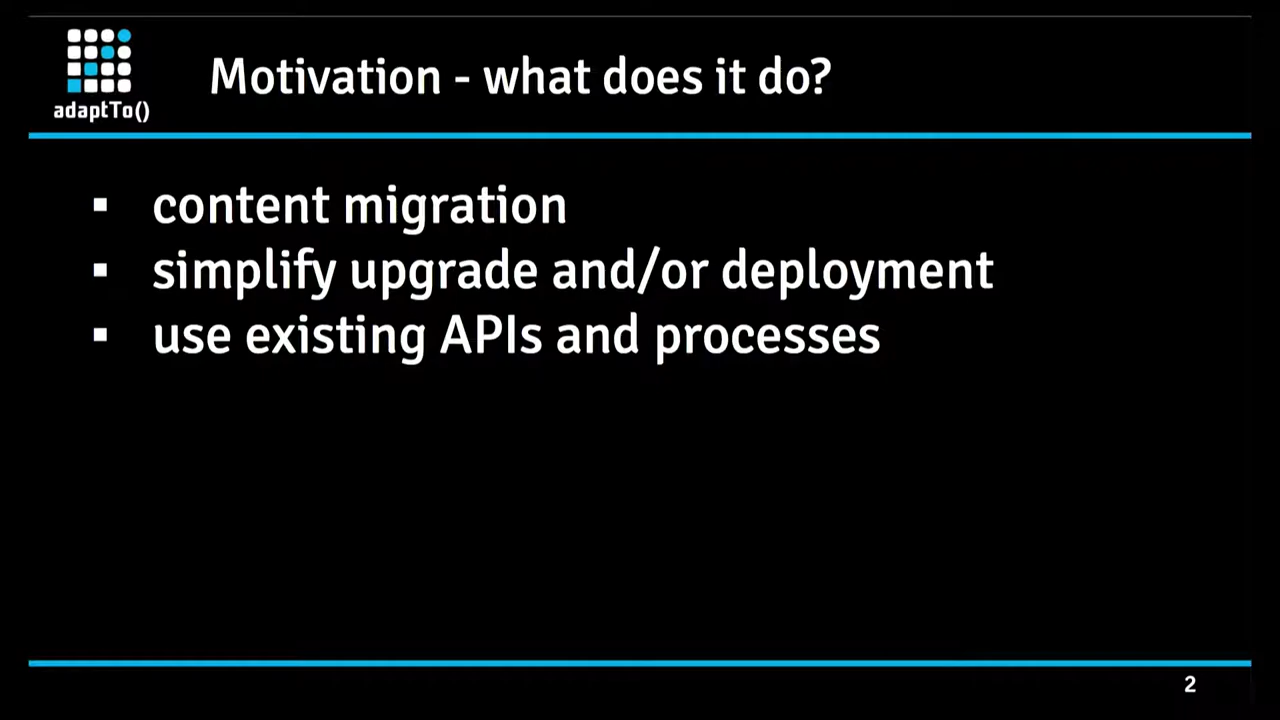 adaptTo()
Motivation - what does it do?
▪ content migration
▪ simplify upgrade and/or deployment
▪ use existing APIs and processes
2